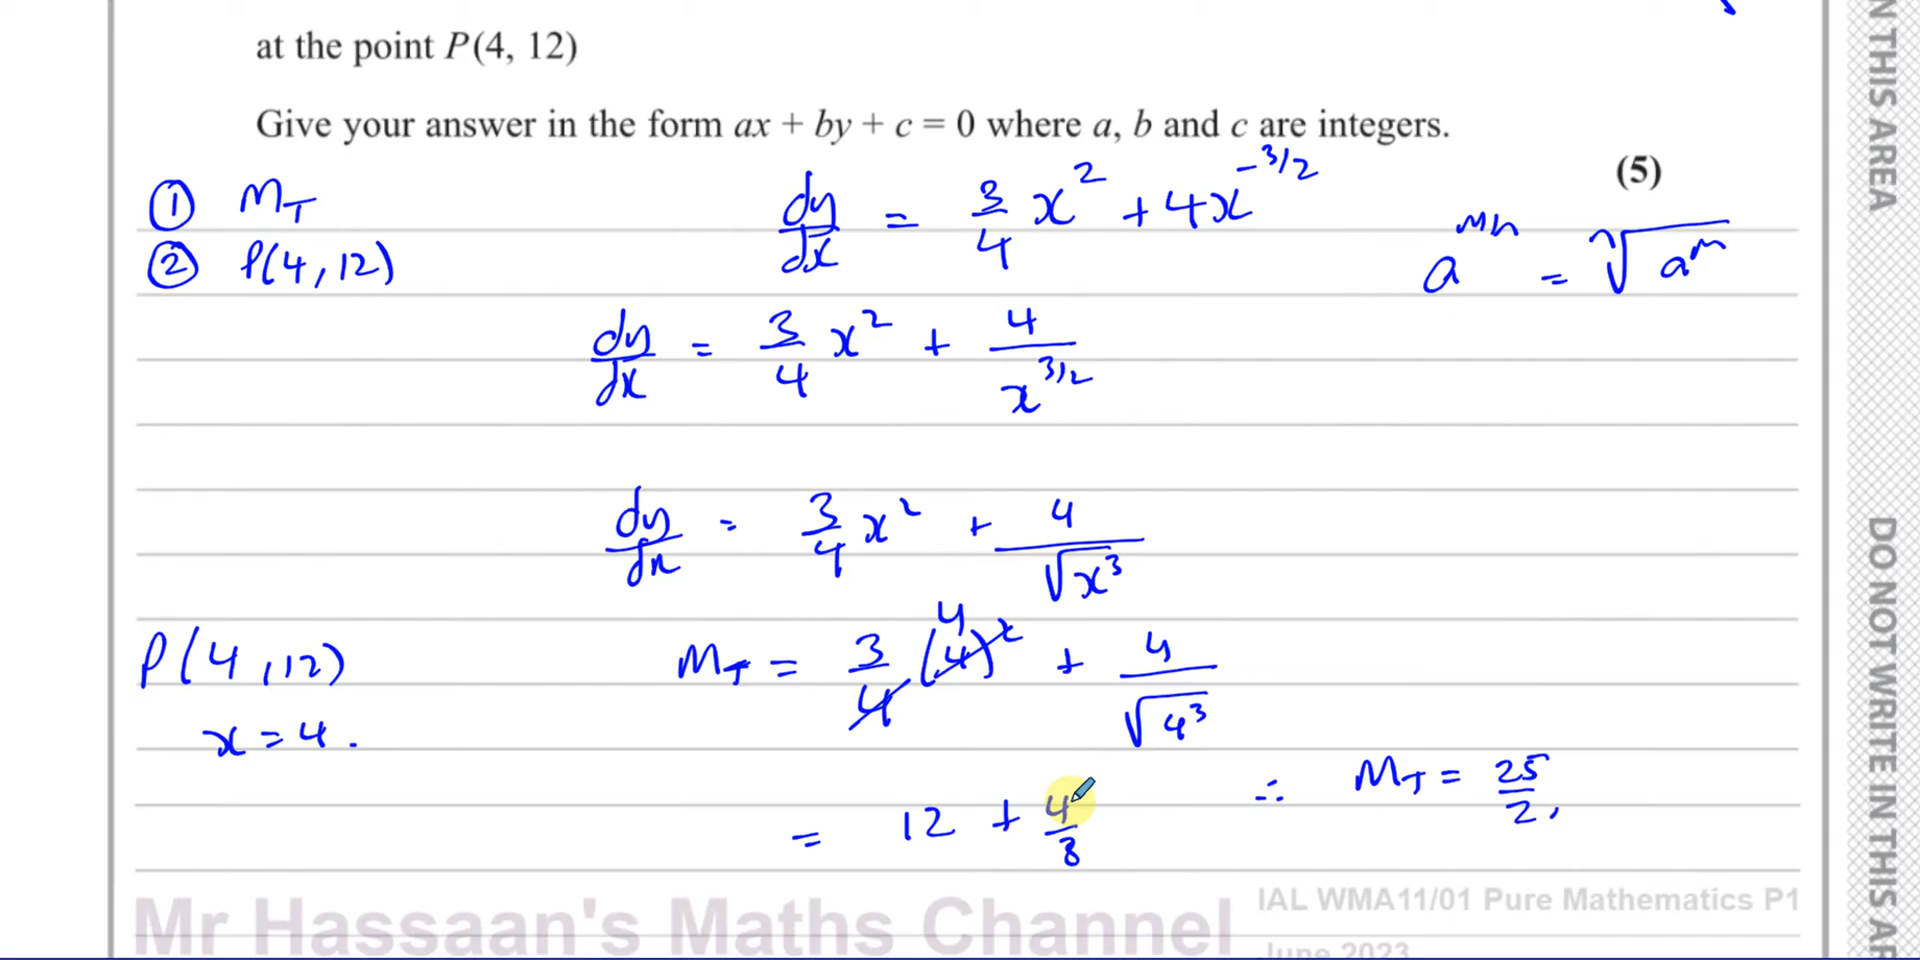 at the point P(4, 12)
Give your answer in the form ax + by + c = 0 where a, b and c are integers.
(5)
① M_T
② P(4, 12)
dy/dx = 3/4 x^2 + 4x^{-3/2}
a^{m/n} = ⁿ√(a^m)
dy/dx = 3/4 x^2 + 4/x^{3/2}
dy/dx = 3/4 x^2 + 4/√(x^3)
P(4, 12)
x = 4.
M_T = 3/4 (4)^2 4 + 4/√(4^3)
= 12 + 4/8
∴ M_T = 25/2,
Mr Hassaan's Maths Channel
IAL WMA11/01 Pure Mathematics P1
June 2023
N THIS AREA
DO NOT WRITE IN THIS AR